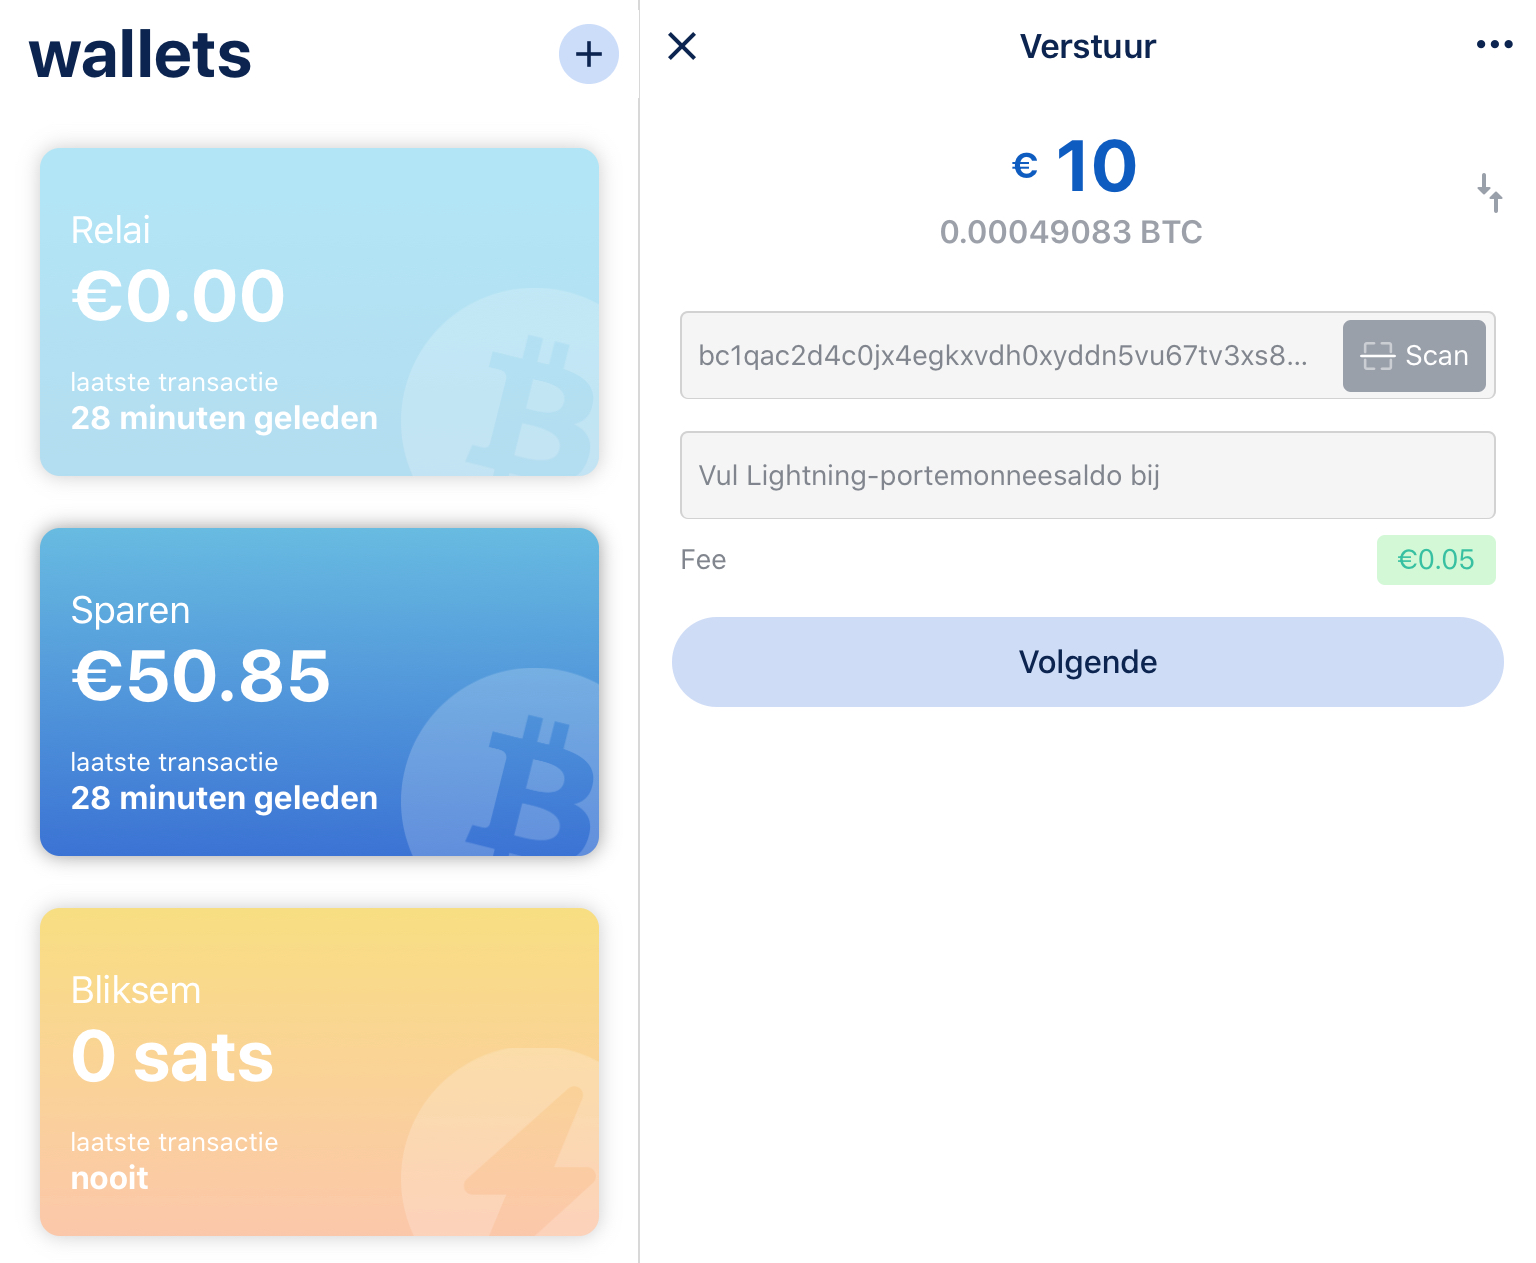 wallets
Relai
€0.00
laatste transactie
28 minuten geleden
Sparen
€50.85
laatste transactie
28 minuten geleden
Bliksem
0 sats
laatste transactie
nooit
Verstuur
€ 10
0.00049083 BTC
bc1qac2d4c0jx4egkxvdh0xyddn5vu67tv3xs8...
Scan
Vul Lightning-portemonneesaldo bij
Fee
€0.05
Volgende